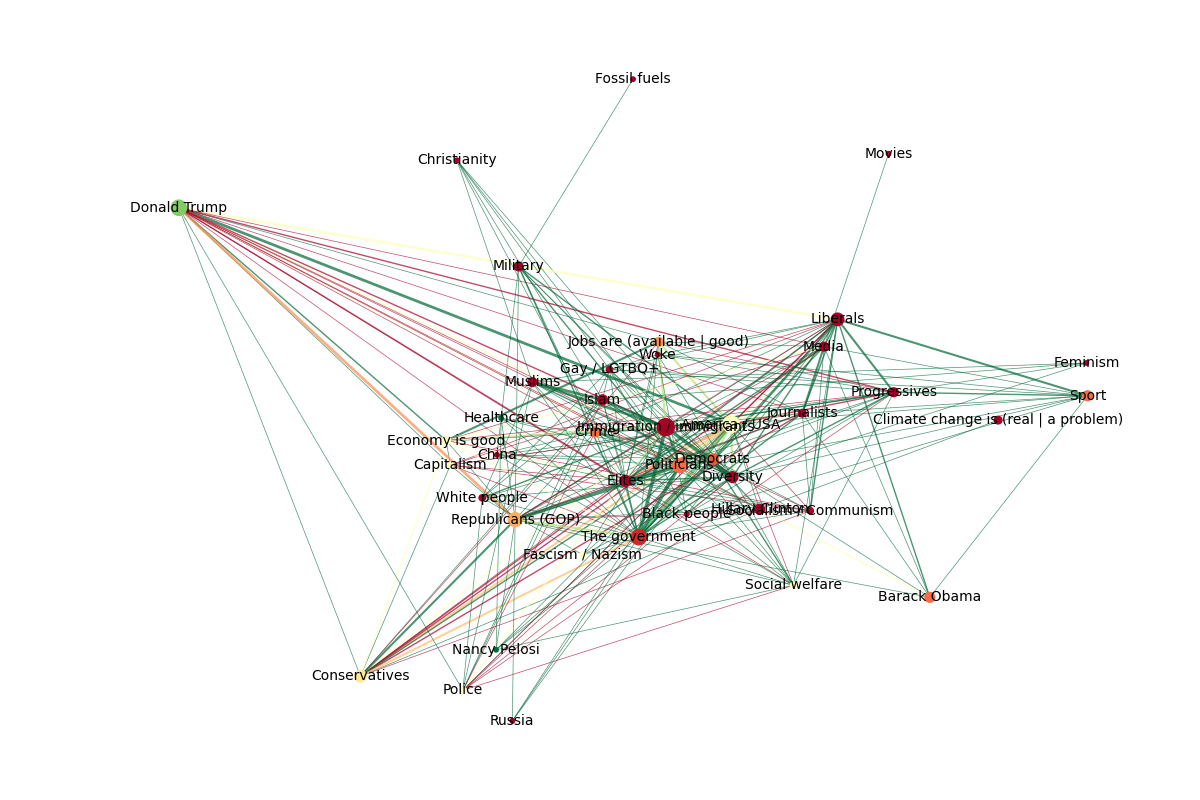 Fossil fuels
Movies
Christianity
Donald Trump
Military
Liberals
Jobs are (available | good)
Media
Woke
Feminism
Gay / LGTBQ+
Muslims
Progressives
Sport
Islam
Journalists
Healthcare
Climate change is (real | a problem)
America / USA
Immigration / immigrants
Crime
Economy is good
China
Democrats
Capitalism
Politicians
Diversity
Elites
White people
Hillary Clinton
Socialism / Communism
Black people
Republicans (GOP)
The government
Fascism / Nazism
Social welfare
Barack Obama
Nancy Pelosi
Conservatives
Police
Russia